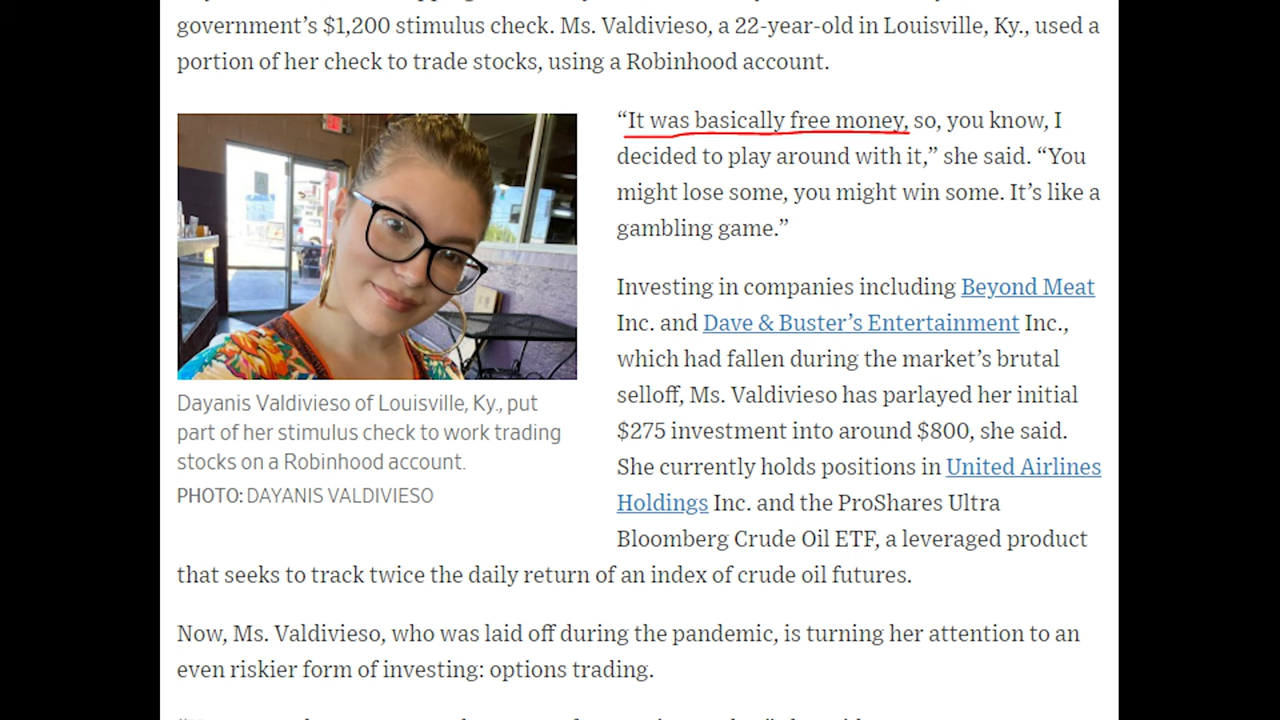 government’s $1,200 stimulus check. Ms. Valdivieso, a 22-year-old in Louisville, Ky., used a
portion of her check to trade stocks, using a Robinhood account.
“It was basically free money, so, you know, I
decided to play around with it,” she said. “You
might lose some, you might win some. It’s like a
gambling game.”
Dayanis Valdivieso of Louisville, Ky., put
part of her stimulus check to work trading
stocks on a Robinhood account.
PHOTO: DAYANIS VALDIVIESO
Investing in companies including Beyond Meat
Inc. and Dave & Buster’s Entertainment Inc.,
which had fallen during the market’s brutal
selloff, Ms. Valdivieso has parlayed her initial
$275 investment into around $800, she said.
She currently holds positions in United Airlines
Holdings Inc. and the ProShares Ultra
Bloomberg Crude Oil ETF, a leveraged product
that seeks to track twice the daily return of an index of crude oil futures.
Now, Ms. Valdivieso, who was laid off during the pandemic, is turning her attention to an
even riskier form of investing: options trading.